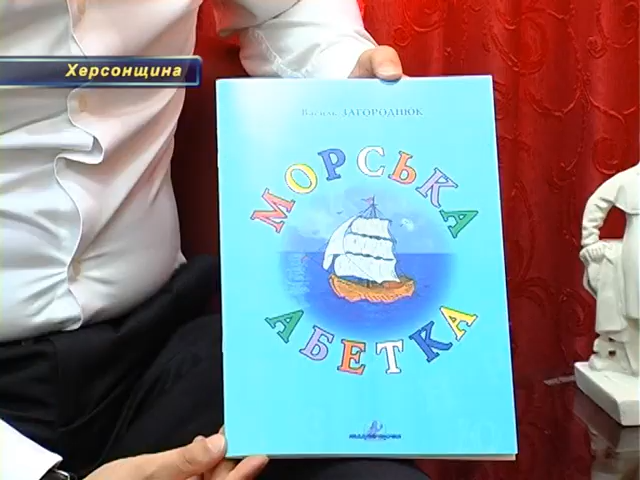 Херсонщина
Василь ЗАГОРОДНЮК
МОРСЬКА
АБЕТКА